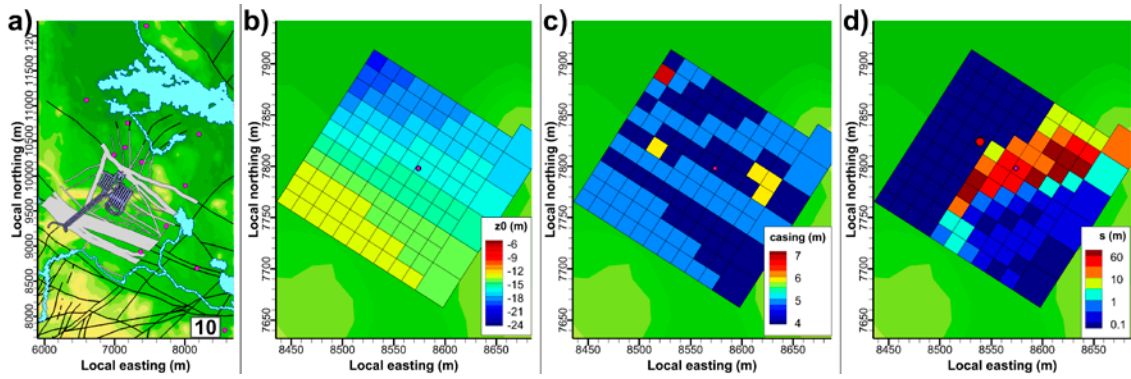 a)
12000
11500
11000
10500
10000
9500
9000
8500
8000
Local northing (m)
10
6000 7000 8000
Local easting (m)
b)
7900
7850
7800
7750
7700
7650
Local northing (m)
z0 (m)
-6
-9
-12
-15
-18
-21
-24
8450 8500 8550 8600 8650
Local easting (m)
c)
7900
7850
7800
7750
7700
7650
Local northing (m)
casing (m)
7
6
5
4
8450 8500 8550 8600 8650
Local easting (m)
d)
7900
7850
7800
7750
7700
7650
Local northing (m)
s (m)
60
10
1
0.1
8450 8500 8550 8600 8650
Local easting (m)